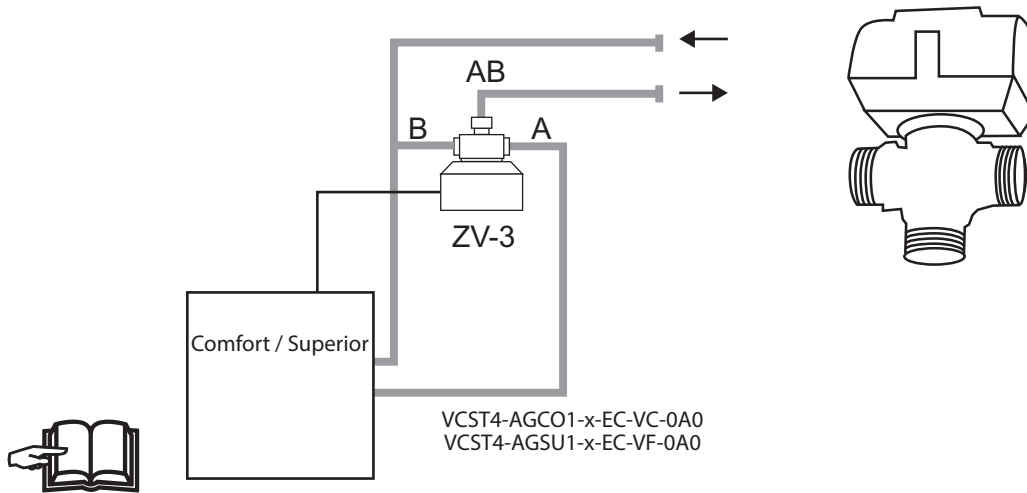 AB
B
A
ZV-3
Comfort / Superior
VCST4-AGCO1-x-EC-VC-0A0
VCST4-AGSU1-x-EC-VF-0A0